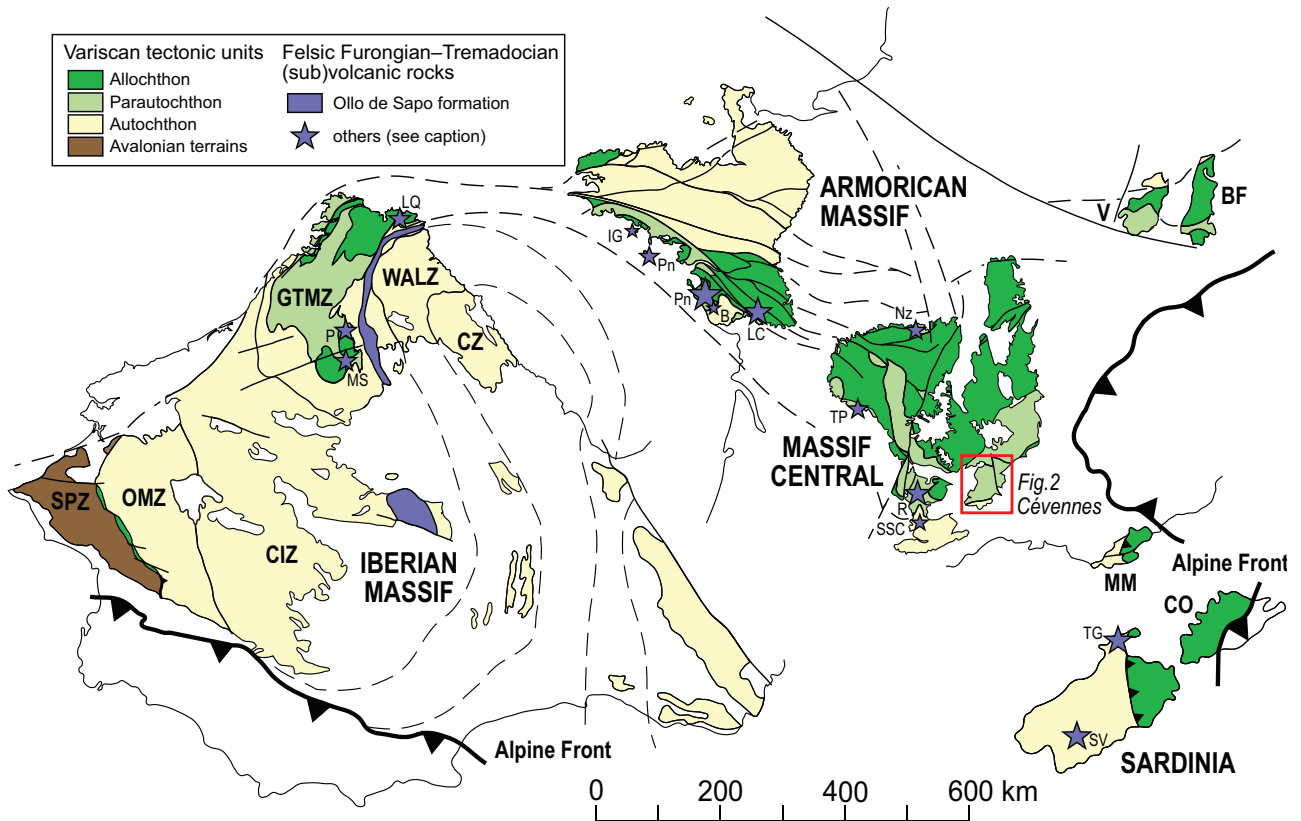 Variscan tectonic units
Allochthon
Parautochthon
Autochthon
Avalonian terrains
Felsic Furongian–Tremadocian
(sub)volcanic rocks
Ollo de Sapo formation
others (see caption)
ARMORICAN
MASSIF
V
BF
LQ
IG
Pn
Pn
B
LC
GTMZ
WALZ
CZ
P
MS
Nz
TP
MASSIF
CENTRAL
R
SSC
Fig.2
Cévennes
SPZ
OMZ
CIZ
IBERIAN
MASSIF
Alpine Front
MM
CO
TG
SV
SARDINIA
Alpine Front
0 200 400 600 km